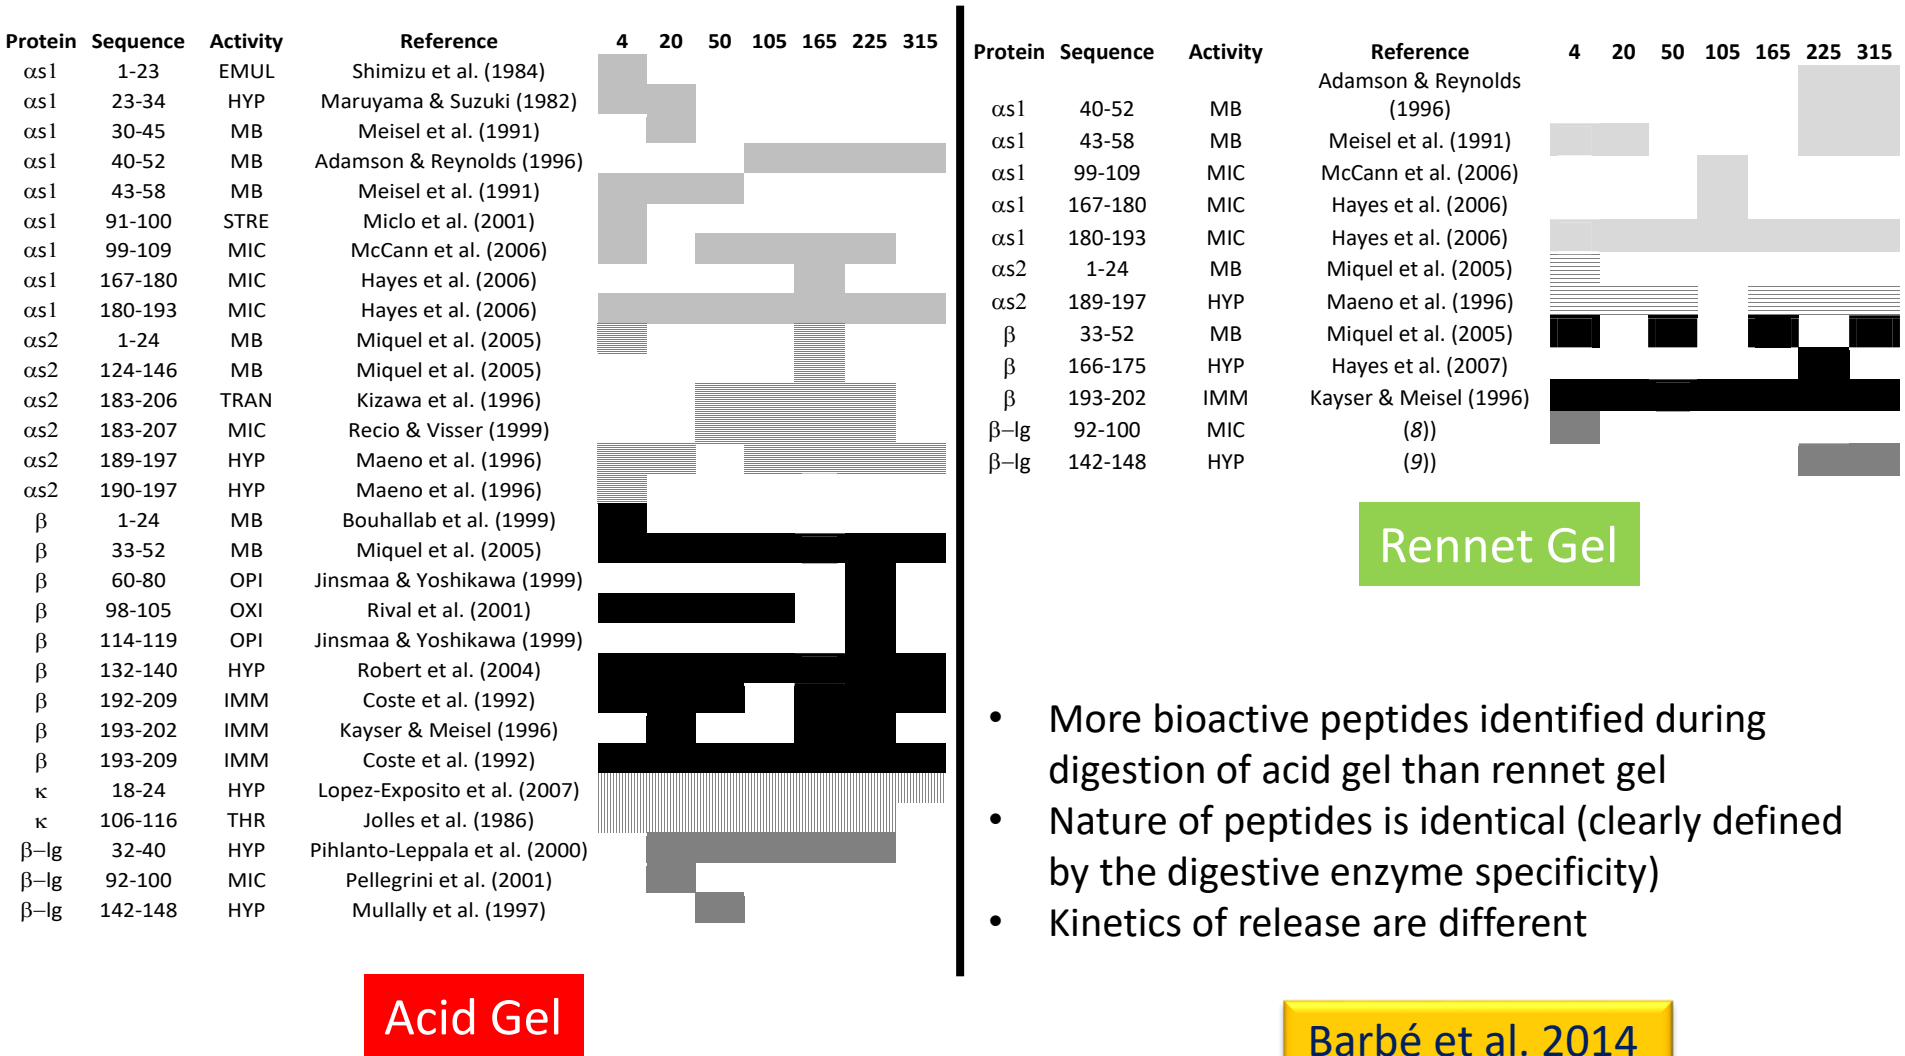 Protein Sequence Activity Reference 4 20 50 105 165 225 315
αs1 1-23 EMUL Shimizu et al. (1984)
αs1 23-34 HYP Maruyama & Suzuki (1982)
αs1 30-45 MB Meisel et al. (1991)
αs1 40-52 MB Adamson & Reynolds (1996)
αs1 43-58 MB Meisel et al. (1991)
αs1 91-100 STRE Miclo et al. (2001)
αs1 99-109 MIC McCann et al. (2006)
αs1 167-180 MIC Hayes et al. (2006)
αs1 180-193 MIC Hayes et al. (2006)
αs2 1-24 MB Miquel et al. (2005)
αs2 124-146 MB Miquel et al. (2005)
αs2 183-206 TRAN Kizawa et al. (1996)
αs2 183-207 MIC Recio & Visser (1999)
αs2 189-197 HYP Maeno et al. (1996)
αs2 190-197 HYP Maeno et al. (1996)
β 1-24 MB Bouhallab et al. (1999)
β 33-52 MB Miquel et al. (2005)
β 60-80 OPI Jinsmaa & Yoshikawa (1999)
β 98-105 OXI Rival et al. (2001)
β 114-119 OPI Jinsmaa & Yoshikawa (1999)
β 132-140 HYP Robert et al. (2004)
β 192-209 IMM Coste et al. (1992)
β 193-202 IMM Kayser & Meisel (1996)
β 193-209 IMM Coste et al. (1992)
κ 18-24 HYP Lopez-Exposito et al. (2007)
κ 106-116 THR Jolles et al. (1986)
β–lg 32-40 HYP Pihlanto-Leppala et al. (2000)
β–lg 92-100 MIC Pellegrini et al. (2001)
β–lg 142-148 HYP Mullally et al. (1997)
Acid Gel
Protein Sequence Activity Reference 4 20 50 105 165 225 315
Adamson & Reynolds
αs1 40-52 MB (1996)
αs1 43-58 MB Meisel et al. (1991)
αs1 99-109 MIC McCann et al. (2006)
αs1 167-180 MIC Hayes et al. (2006)
αs1 180-193 MIC Hayes et al. (2006)
αs2 1-24 MB Miquel et al. (2005)
αs2 189-197 HYP Maeno et al. (1996)
β 33-52 MB Miquel et al. (2005)
β 166-175 HYP Hayes et al. (2007)
β 193-202 IMM Kayser & Meisel (1996)
β–lg 92-100 MIC (8))
β–lg 142-148 HYP (9))
Rennet Gel
• More bioactive peptides identified during
digestion of acid gel than rennet gel
• Nature of peptides is identical (clearly defined
by the digestive enzyme specificity)
• Kinetics of release are different
Barbé et al. 2014